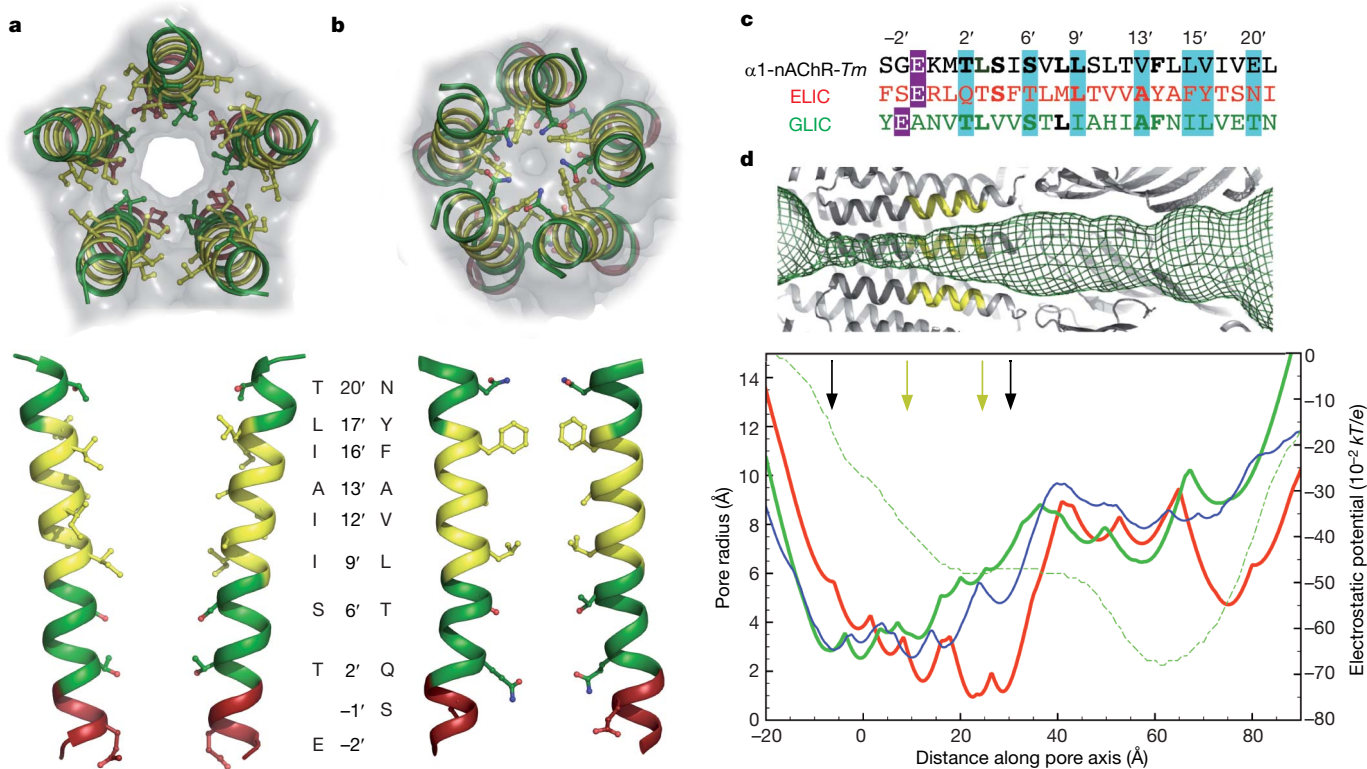 a
b
c
−2′ 2′ 6′ 9′ 13′ 15′ 20′
α1-nAChR-Tm SGEKMTLSISVLLSLTVFLLVIVEL
ELIC FSERLQTSFTLMLTVVAYAFYTSNI
GLIC YEANVTLVVSTLIAHIAFNILVETN
d
T 20′ N
L 17′ Y
I 16′ F
A 13′ A
I 12′ V
I 9′ L
S 6′ T
T 2′ Q
−1′ S
E −2′
Pore radius (Å)
14
12
10
8
6
4
2
0
−20 0 20 40 60 80
Distance along pore axis (Å)
0
−10
−20
−30
−40
−50
−60
−70
−80
Electrostatic potential (10⁻² kT/e)